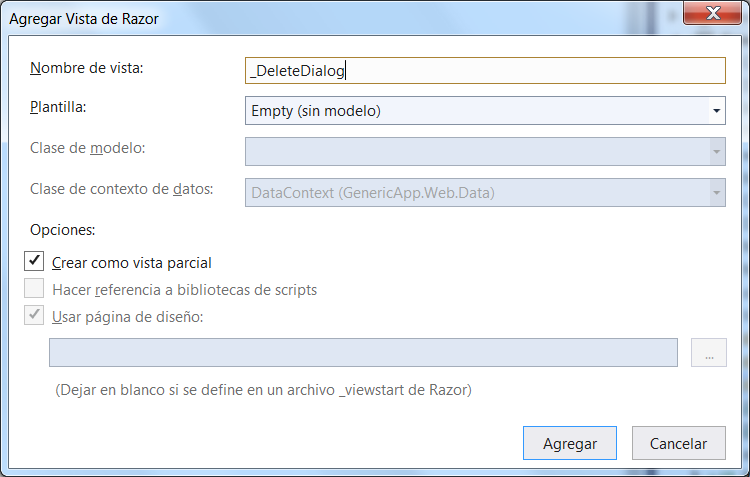 Agregar Vista de Razor
Nombre de vista: _DeleteDialog
Plantilla: Empty (sin modelo)
Clase de modelo:
Clase de contexto de datos: DataContext (GenericApp.Web.Data)
Opciones:
Crear como vista parcial
Hacer referencia a bibliotecas de scripts
Usar página de diseño:
...
(Dejar en blanco si se define en un archivo _viewstart de Razor)
Agregar Cancelar